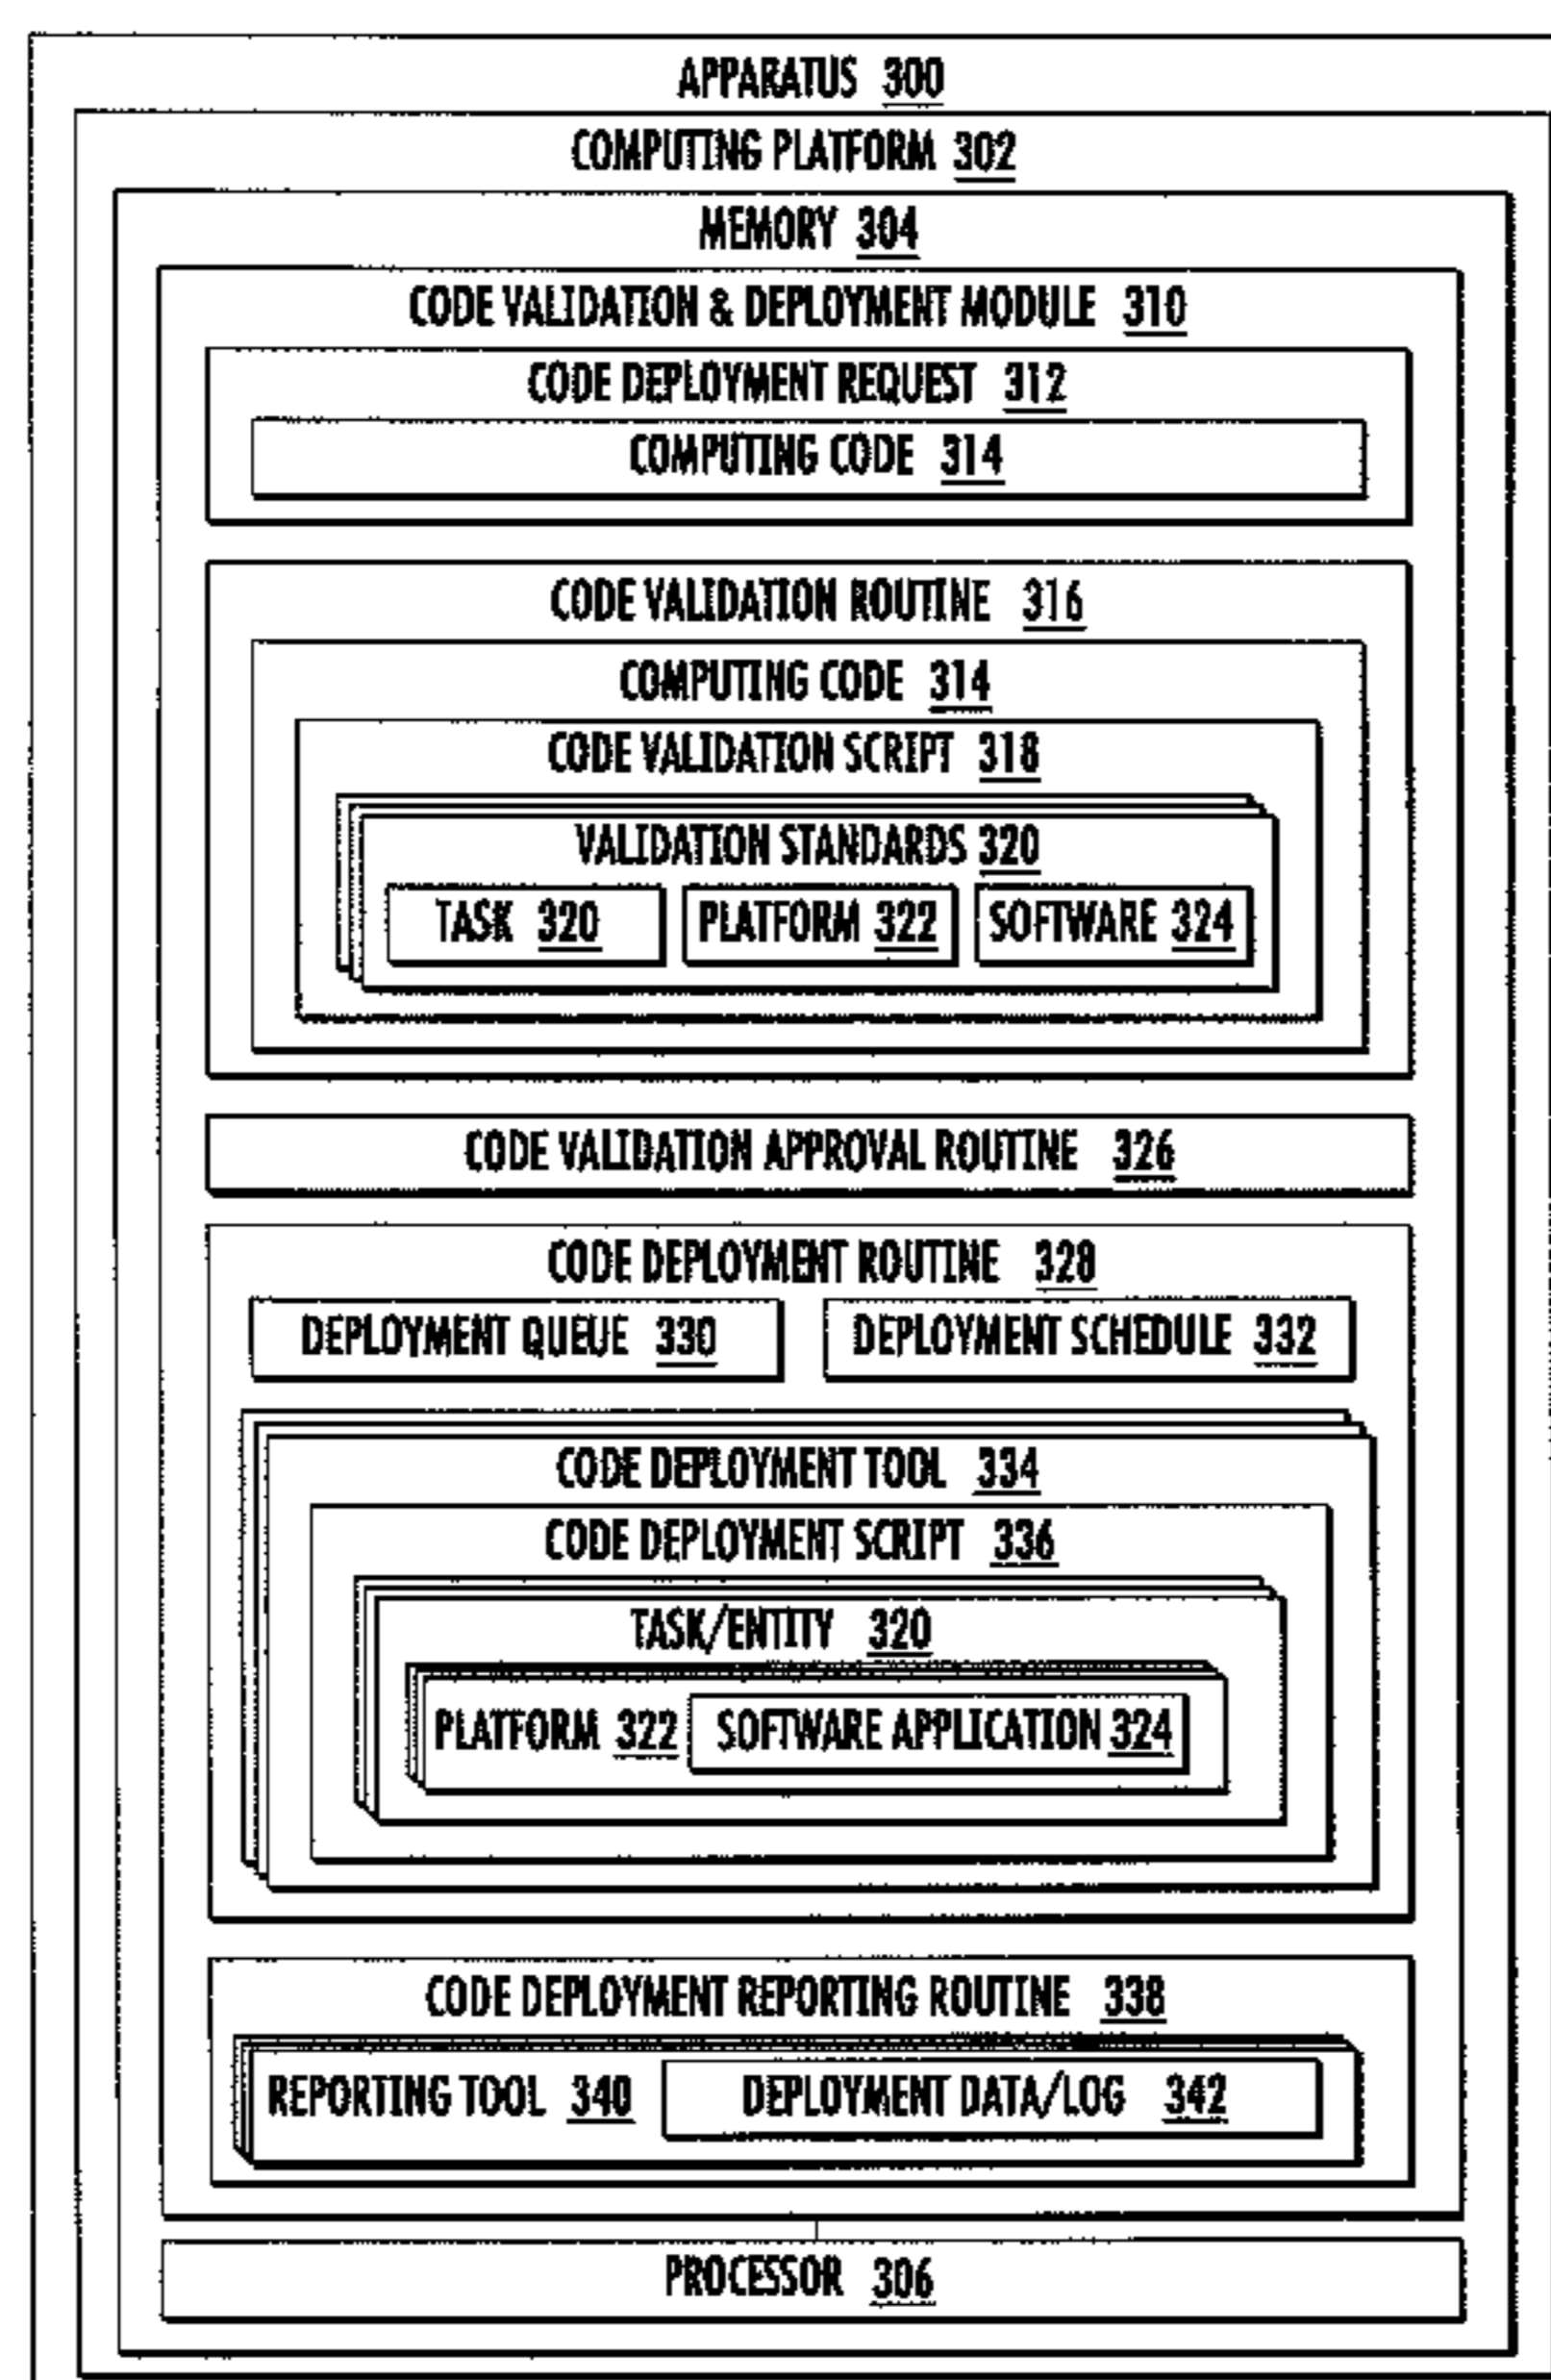 APPARATUS 300
COMPUTING PLATFORM 302
MEMORY 304
CODE VALIDATION & DEPLOYMENT MODULE 310
CODE DEPLOYMENT REQUEST 312
COMPUTING CODE 314
CODE VALIDATION ROUTINE 316
COMPUTING CODE 314
CODE VALIDATION SCRIPT 318
VALIDATION STANDARDS 320
TASK 320 PLATFORM 322 SOFTWARE 324
CODE VALIDATION APPROVAL ROUTINE 326
CODE DEPLOYMENT ROUTINE 328
DEPLOYMENT QUEUE 330 DEPLOYMENT SCHEDULE 332
CODE DEPLOYMENT TOOL 334
CODE DEPLOYMENT SCRIPT 336
TASK/ENTITY 320
PLATFORM 322 SOFTWARE APPLICATION 324
CODE DEPLOYMENT REPORTING ROUTINE 338
REPORTING TOOL 340 DEPLOYMENT DATA/LOG 342
PROCESSOR 306